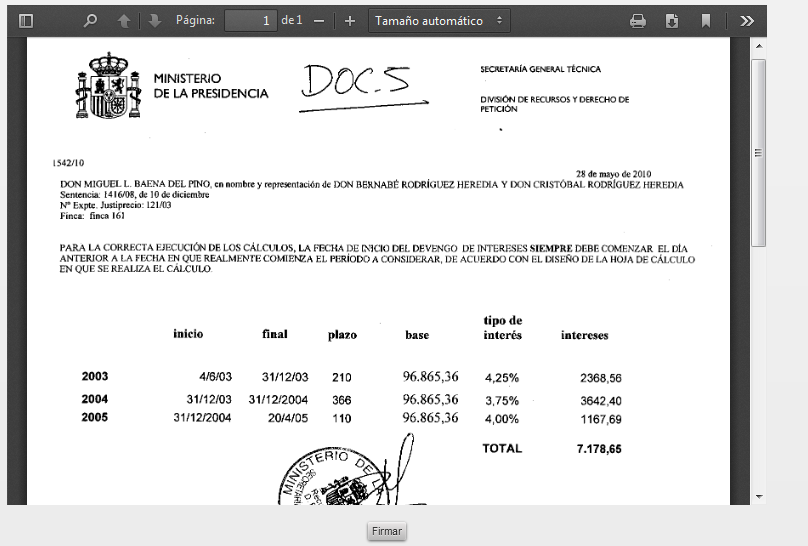 Página: 1 de 1 Tamaño automático
MINISTERIO
DE LA PRESIDENCIA
DOC.5
SECRETARÍA GENERAL TÉCNICA
DIVISIÓN DE RECURSOS Y DERECHO DE
PETICIÓN
1542/10
28 de mayo de 2010
DON MIGUEL L. BAENA DEL PINO, en nombre y representación de DON BERNABÉ RODRÍGUEZ HEREDIA Y DON CRISTÓBAL RODRÍGUEZ HEREDIA
Sentencia: 1416/08, de 10 de diciembre
Nº Expte. Justiprecio: 121/03
Finca: finca 161
PARA LA CORRECTA EJECUCIÓN DE LOS CÁLCULOS, LA FECHA DE INICIO DEL DEVENGO DE INTERESES SIEMPRE DEBE COMENZAR EL DÍA
ANTERIOR A LA FECHA EN QUE REALMENTE COMIENZA EL PERÍODO A CONSIDERAR, DE ACUERDO CON EL DISEÑO DE LA HOJA DE CÁLCULO
EN QUE SE REALIZA EL CÁLCULO.
inicio final plazo base tipo de interés intereses
2003 4/6/03 31/12/03 210 96.865,36 4,25% 2368,56
2004 31/12/03 31/12/2004 366 96.865,36 3,75% 3642,40
2005 31/12/2004 20/4/05 110 96.865,36 4,00% 1167,69
TOTAL 7.178,65
MINISTERIO DE LA
Firmar